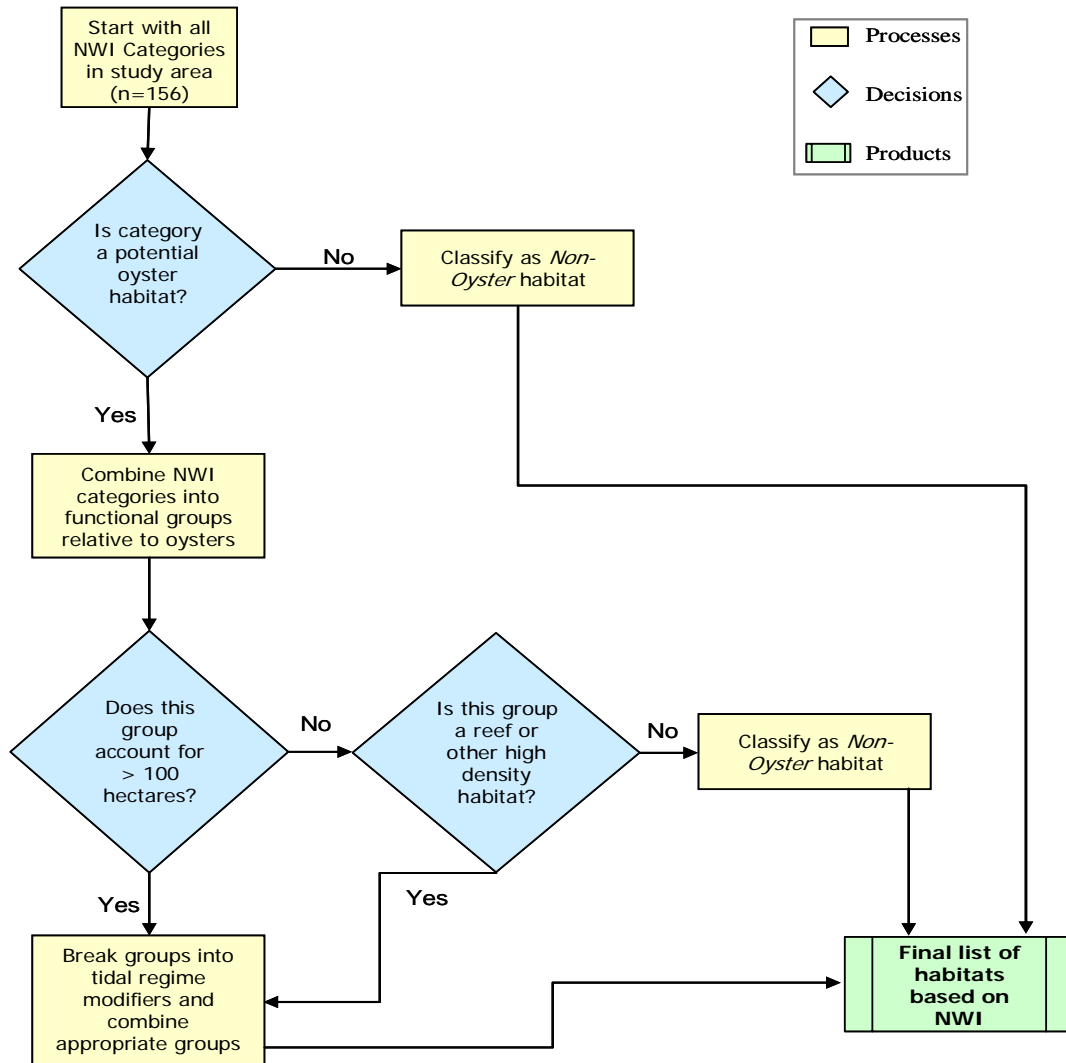 Start with all
NWI Categories
in study area
(n=156)
Processes
Decisions
Products
Is category
a potential
oyster
habitat?
No
Classify as Non-
Oyster habitat
Yes
Combine NWI
categories into
functional groups
relative to oysters
Does this
group
account for
> 100
hectares?
No
Is this group
a reef or
other high
density
habitat?
No
Classify as Non-
Oyster habitat
Yes
Yes
Break groups into
tidal regime
modifiers and
combine
appropriate groups
Final list of
habitats
based on
NWI